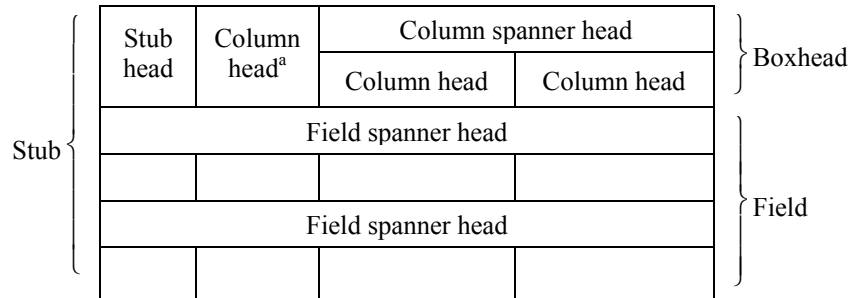 Stub head
Column head^a
Column spanner head
Column head
Column head
Boxhead
Field spanner head
Stub
Field spanner head
Field